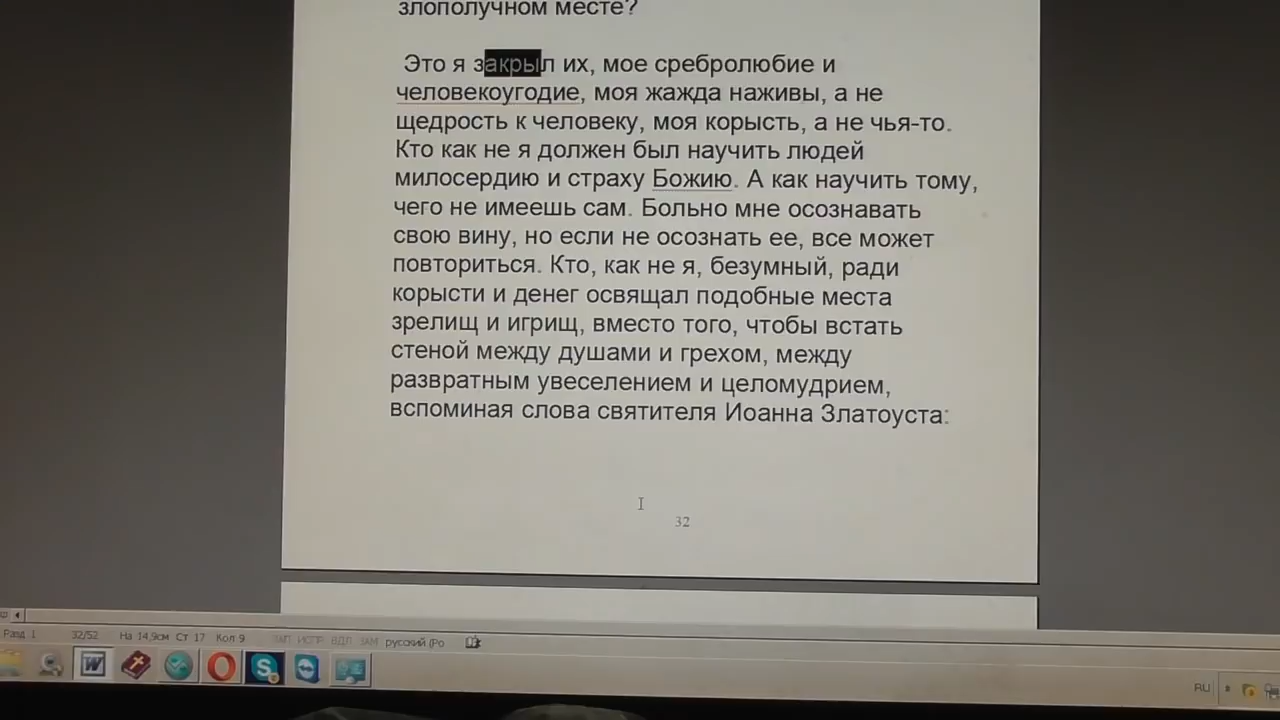 злополучном месте?
Это я закрыл их, мое сребролюбие и
человекоугодие, моя жажда наживы, а не
щедрость к человеку, моя корысть, а не чья-то.
Кто как не я должен был научить людей
милосердию и страху Божию. А как научить тому,
чего не имеешь сам. Больно мне осознавать
свою вину, но если не осознать ее, все может
повториться. Кто, как не я, безумный, ради
корысти и денег освящал подобные места
зрелищ и игрищ, вместо того, чтобы встать
стеной между душами и грехом, между
развратным увеселением и целомудрием,
вспоминая слова святителя Иоанна Златоуста:
32
Разд 1 32/52 На 14,9см Ст 17 Кол 9 ЗАП ИСПР ВДЛ ЗАМ русский (Ро
RU